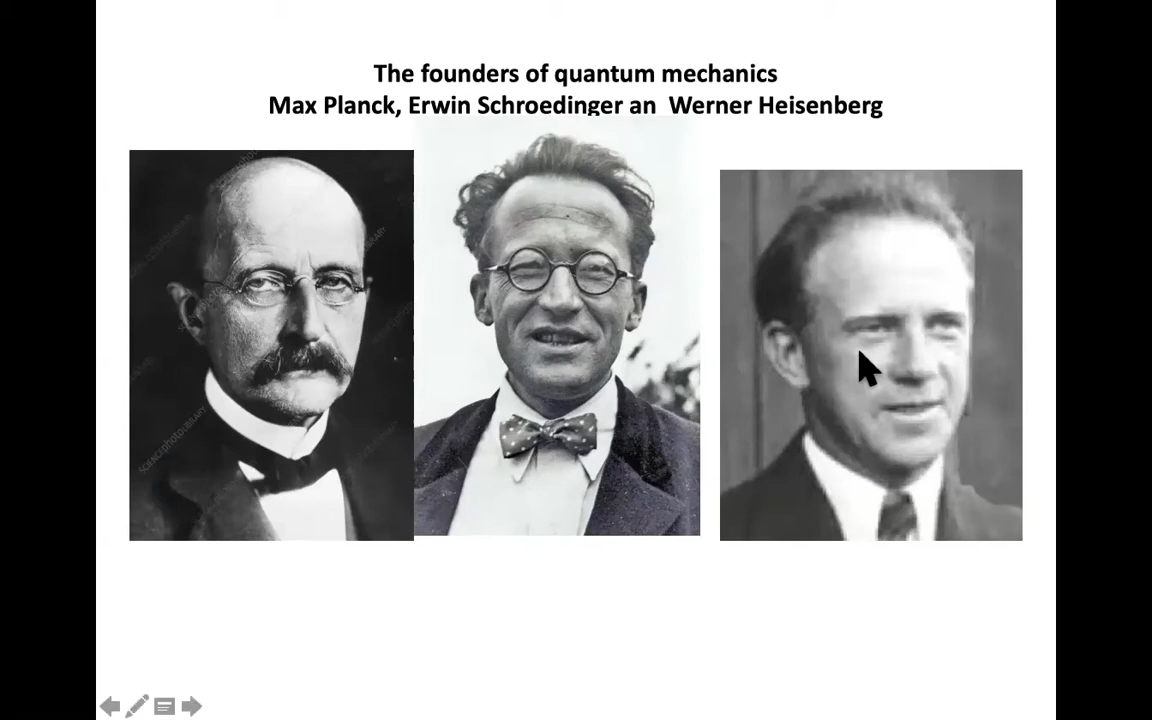 The founders of quantum mechanics
Max Planck, Erwin Schroedinger an  Werner Heisenberg